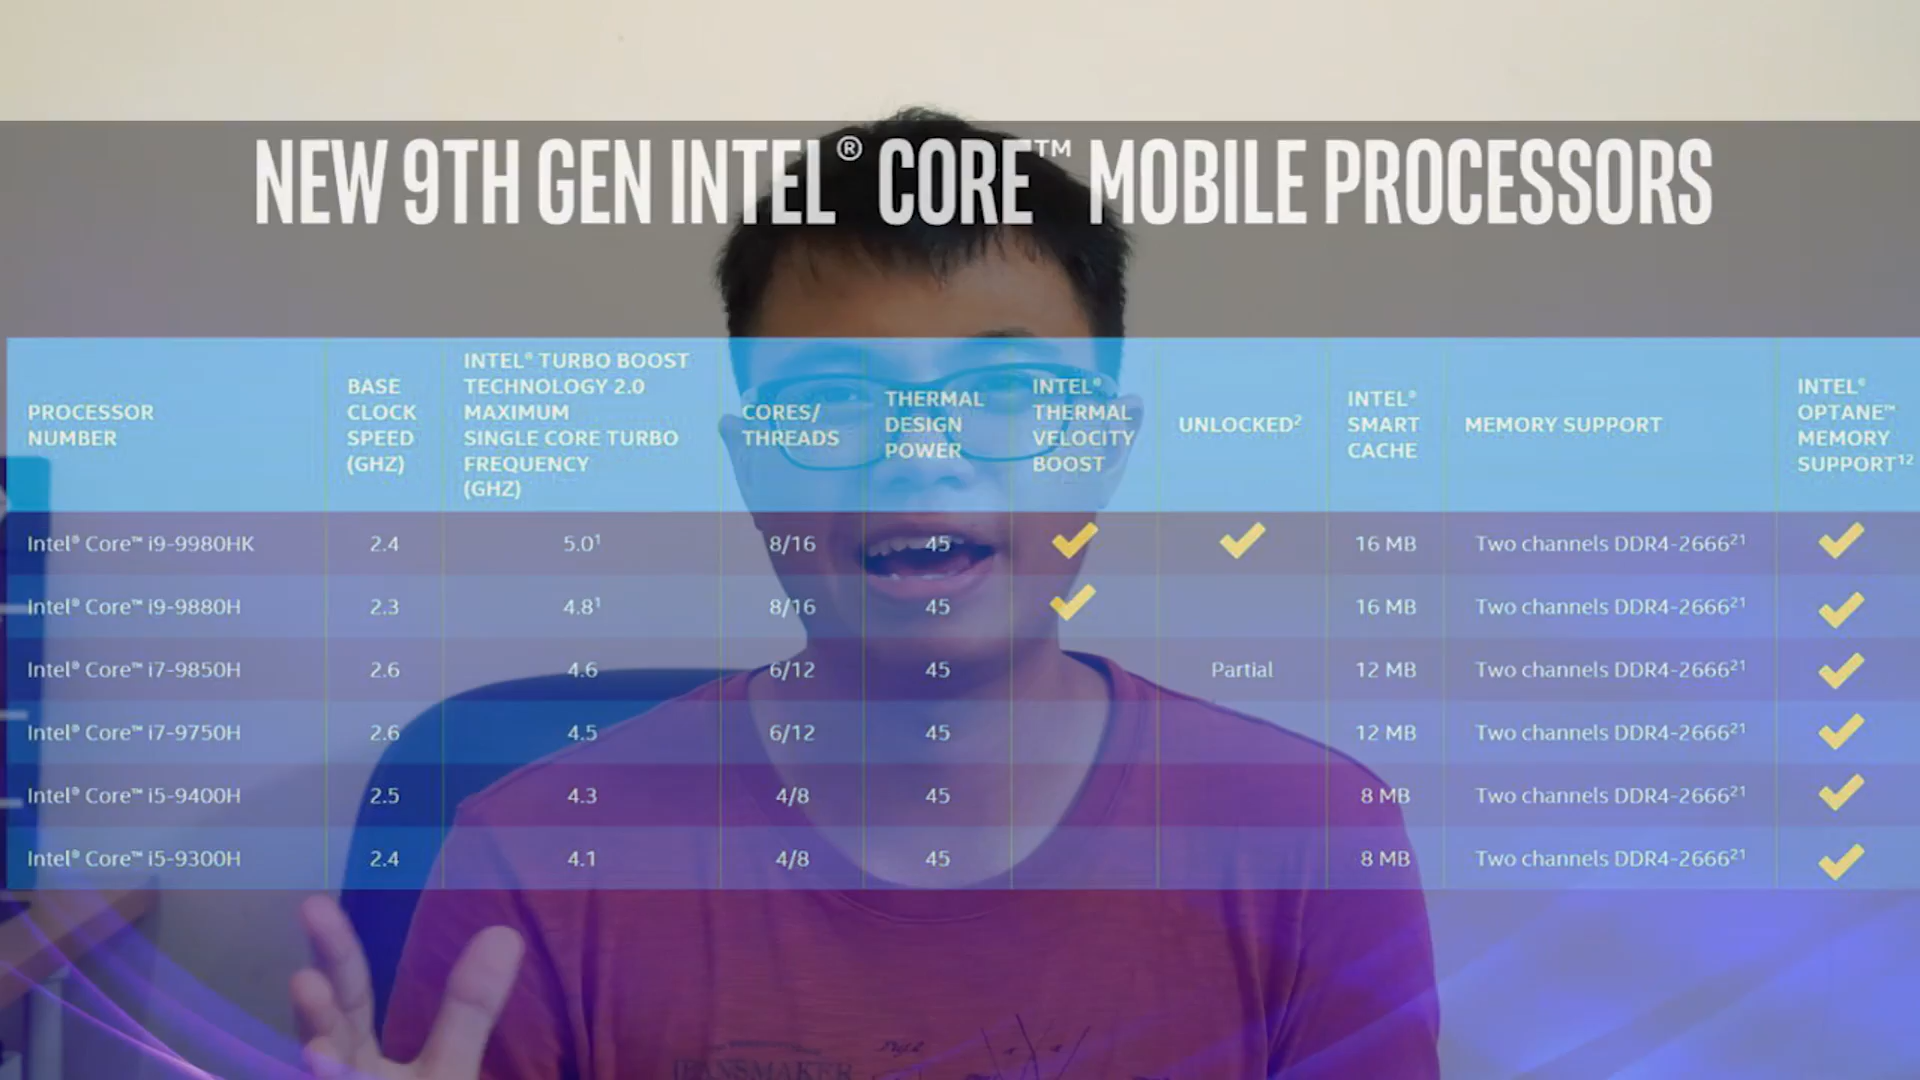 NEW 9TH GEN INTEL® CORE™ MOBILE PROCESSORS
PROCESSOR NUMBER
BASE CLOCK SPEED (GHZ)
INTEL® TURBO BOOST TECHNOLOGY 2.0 MAXIMUM SINGLE CORE TURBO FREQUENCY (GHZ)
CORES/ THREADS
THERMAL DESIGN POWER
INTEL® THERMAL VELOCITY BOOST
UNLOCKED²
INTEL® SMART CACHE
MEMORY SUPPORT
INTEL® OPTANE™ MEMORY SUPPORT¹²
Intel® Core™ i9-9980HK 2.4 5.0¹ 8/16 45 ✓ ✓ 16 MB Two channels DDR4-2666²¹ ✓
Intel® Core™ i9-9880H 2.3 4.8¹ 8/16 45 ✓ 16 MB Two channels DDR4-2666²¹ ✓
Intel® Core™ i7-9850H 2.6 4.6 6/12 45 Partial 12 MB Two channels DDR4-2666²¹ ✓
Intel® Core™ i7-9750H 2.6 4.5 6/12 45 12 MB Two channels DDR4-2666²¹ ✓
Intel® Core™ i5-9400H 2.5 4.3 4/8 45 8 MB Two channels DDR4-2666²¹ ✓
Intel® Core™ i5-9300H 2.4 4.1 4/8 45 8 MB Two channels DDR4-2666²¹ ✓